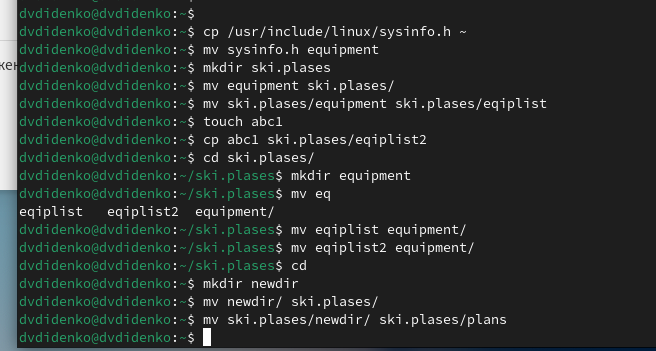 кен
dvdidenko@dvdidenko:~$
dvdidenko@dvdidenko:~$ cp /usr/include/linux/sysinfo.h ~
dvdidenko@dvdidenko:~$ mv sysinfo.h equipment
dvdidenko@dvdidenko:~$ mkdir ski.plases
dvdidenko@dvdidenko:~$ mv equipment ski.plases/
dvdidenko@dvdidenko:~$ mv ski.plases/equipment ski.plases/eqiplist
dvdidenko@dvdidenko:~$ touch abc1
dvdidenko@dvdidenko:~$ cp abc1 ski.plases/eqiplist2
dvdidenko@dvdidenko:~$ cd ski.plases/
dvdidenko@dvdidenko:~/ski.plases$ mkdir equipment
dvdidenko@dvdidenko:~/ski.plases$ mv eq
eqiplist   eqiplist2  equipment/
dvdidenko@dvdidenko:~/ski.plases$ mv eqiplist equipment/
dvdidenko@dvdidenko:~/ski.plases$ mv eqiplist2 equipment/
dvdidenko@dvdidenko:~/ski.plases$ cd
dvdidenko@dvdidenko:~$ mkdir newdir
dvdidenko@dvdidenko:~$ mv newdir/ ski.plases/
dvdidenko@dvdidenko:~$ mv ski.plases/newdir/ ski.plases/plans
dvdidenko@dvdidenko:~$